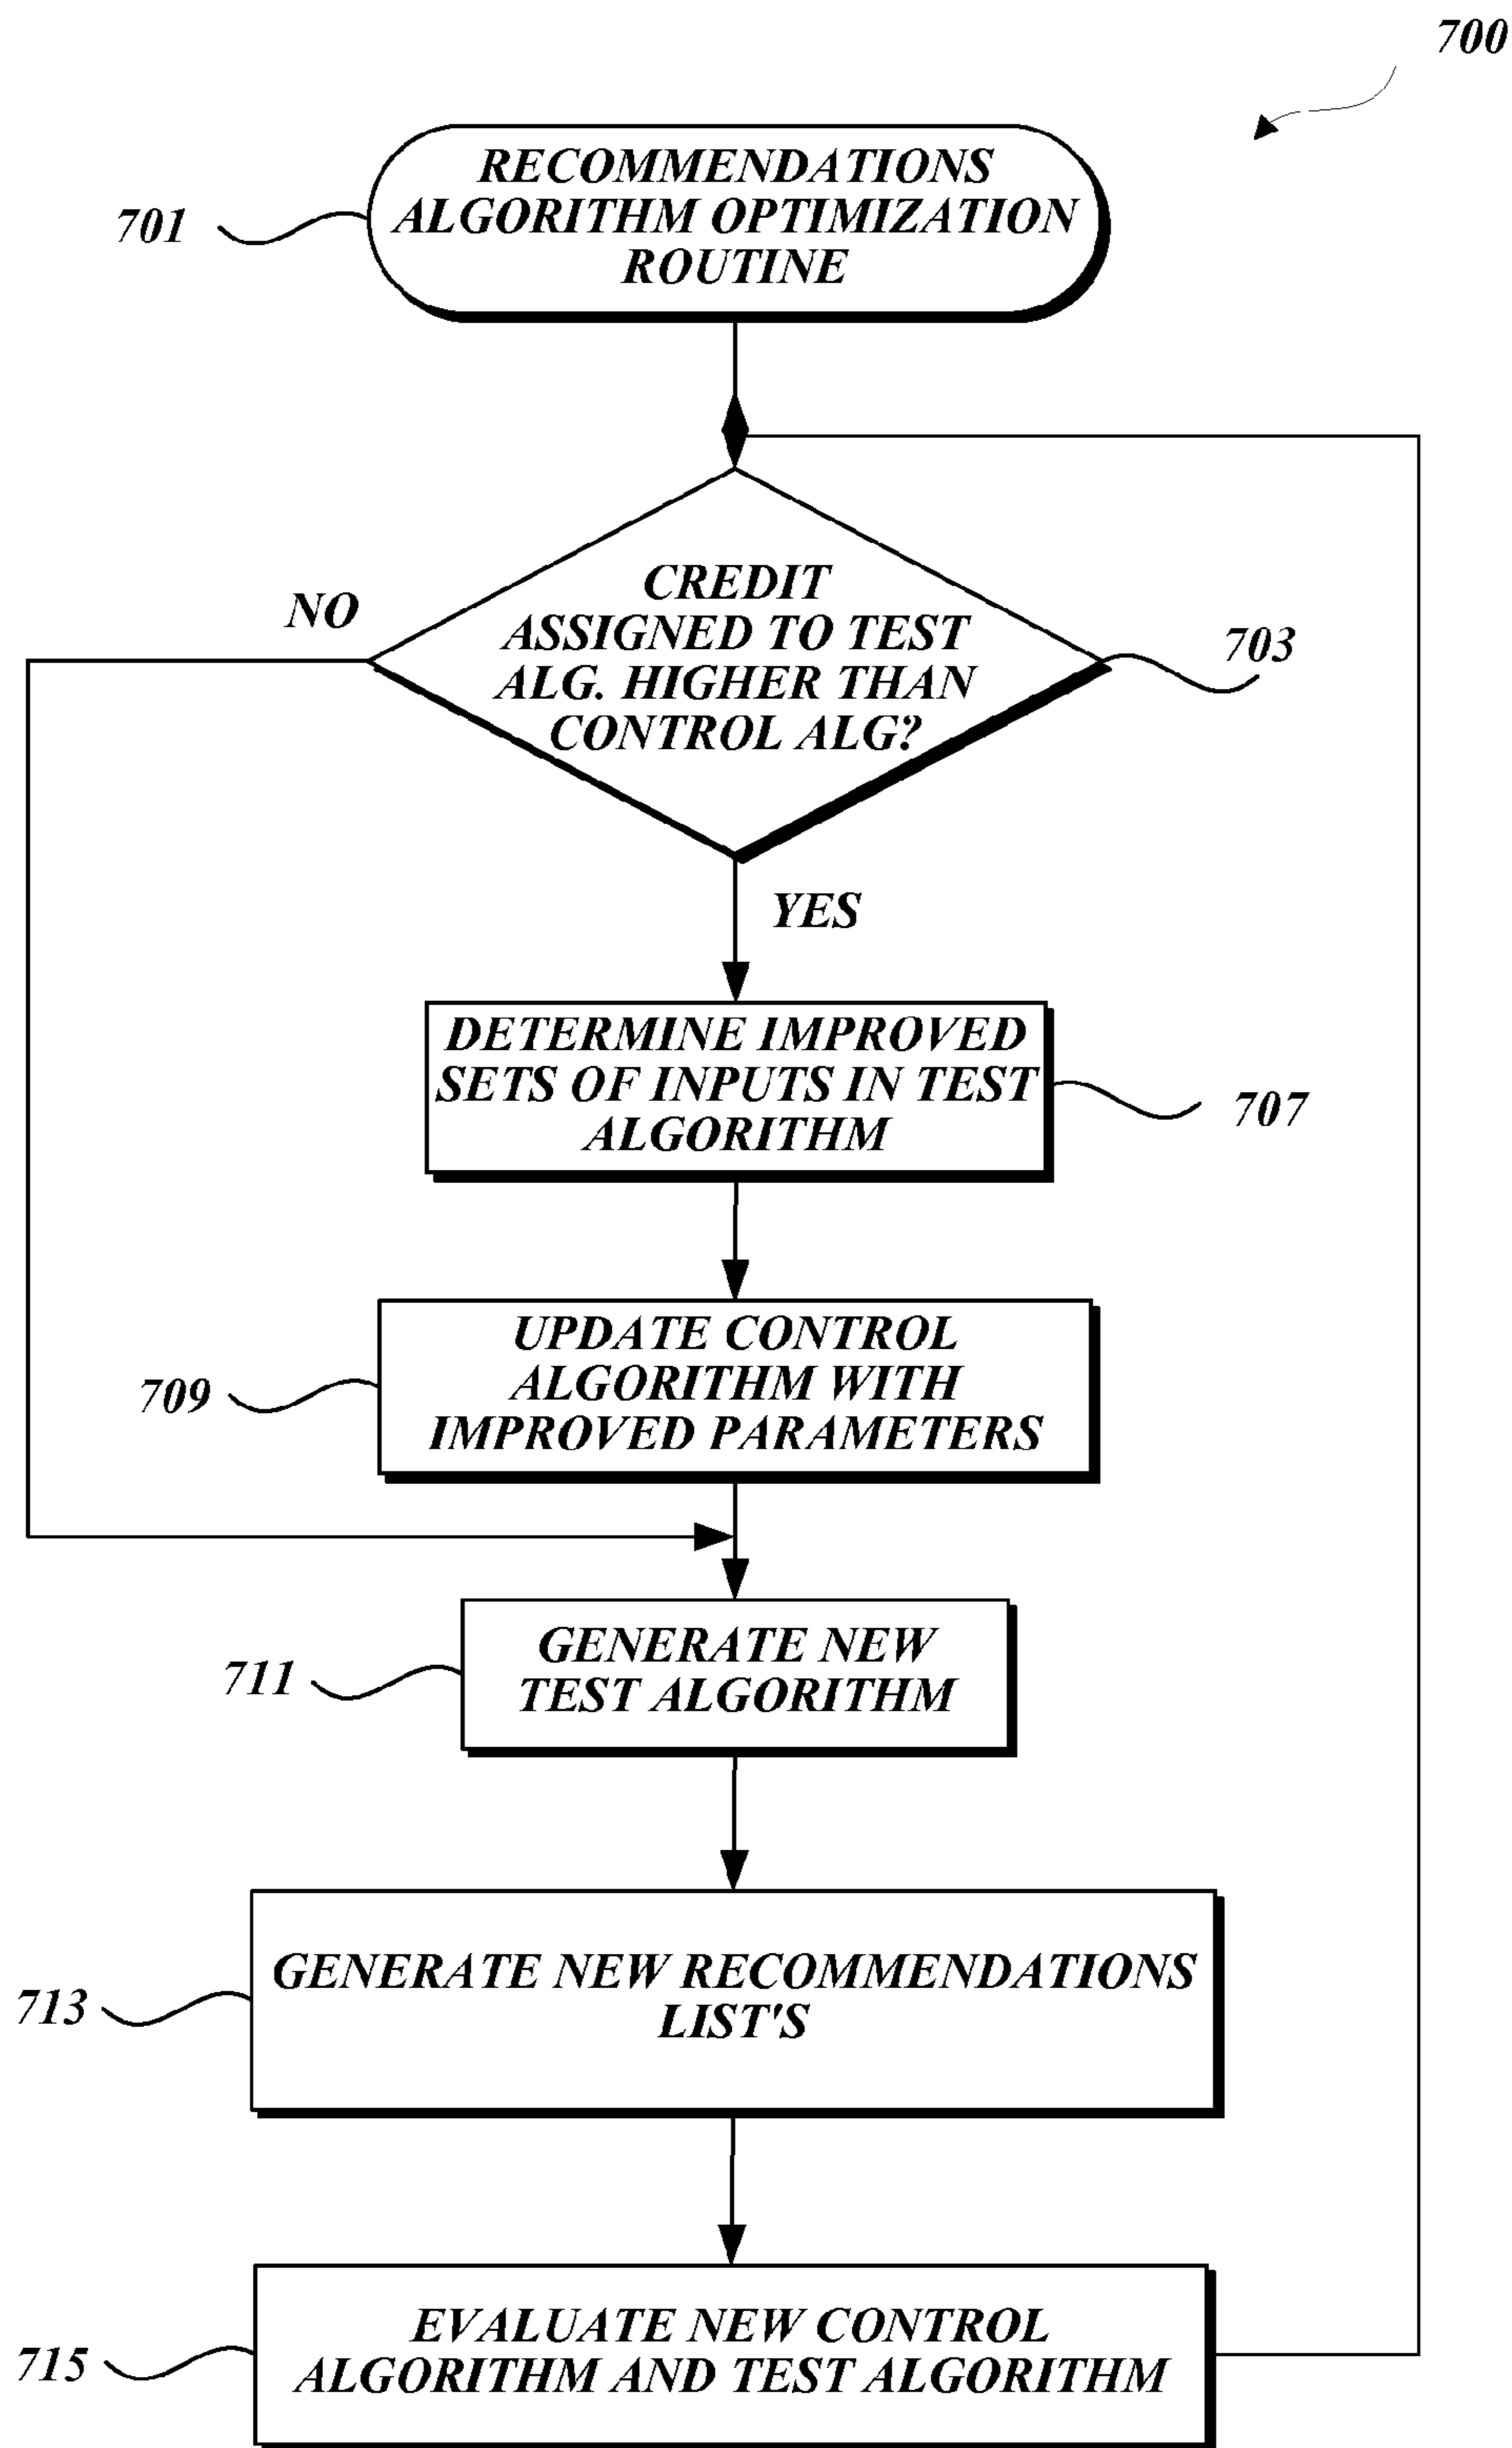 700
701
RECOMMENDATIONS
ALGORITHM OPTIMIZATION
ROUTINE
CREDIT
ASSIGNED TO TEST
ALG. HIGHER THAN
CONTROL ALG?
NO
703
YES
DETERMINE IMPROVED
SETS OF INPUTS IN TEST
ALGORITHM
707
UPDATE CONTROL
ALGORITHM WITH
IMPROVED PARAMETERS
709
GENERATE NEW
TEST ALGORITHM
711
GENERATE NEW RECOMMENDATIONS
LIST'S
713
EVALUATE NEW CONTROL
ALGORITHM AND TEST ALGORITHM
715